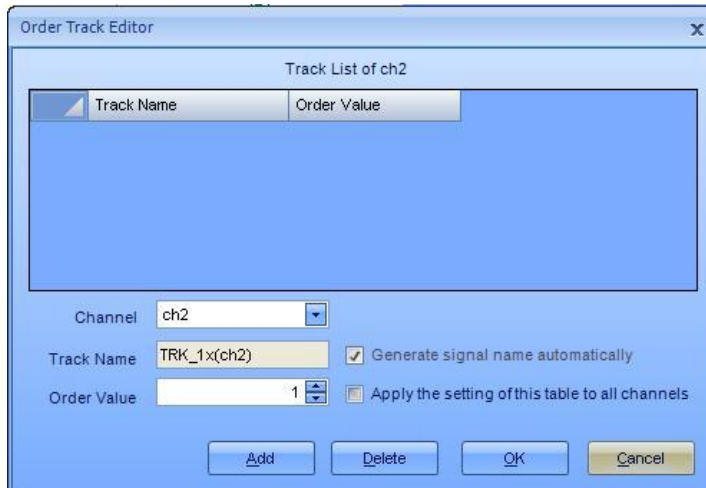 Order Track Editor
x
Track List of ch2
Track Name Order Value
Channel ch2
Track Name TRK_1x(ch2) Generate signal name automatically
Order Value 1 Apply the setting of this table to all channels
Add Delete OK Cancel